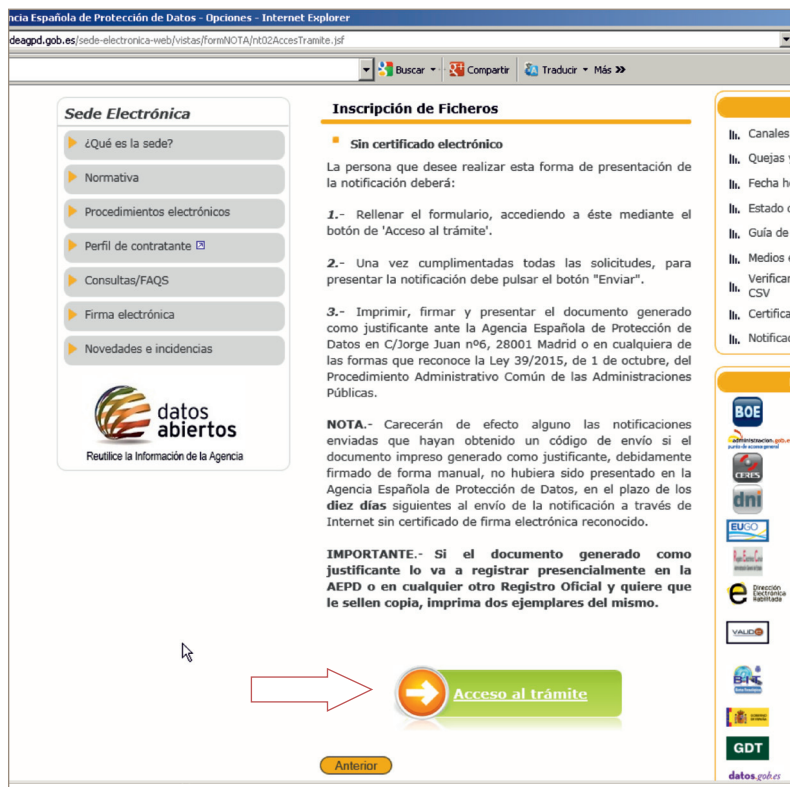 ncia Española de Protección de Datos - Opciones - Internet Explorer
deagpd.gob.es/sede-electronica-web/vistas/formNOTA/nt02AccesTramite.jsf
Buscar
Compartir
Traducir
Más »
Sede Electrónica
¿Qué es la sede?
Normativa
Procedimientos electrónicos
Perfil de contratante
Consultas/FAQS
Firma electrónica
Novedades e incidencias
datos
abiertos
Reutilice la Información de la Agencia
Inscripción de Ficheros
Sin certificado electrónico
La persona que desee realizar esta forma de presentación de
la notificación deberá:
1.- Rellenar el formulario, accediendo a éste mediante el
botón de 'Acceso al trámite'.
2.- Una vez cumplimentadas todas las solicitudes, para
presentar la notificación debe pulsar el botón "Enviar".
3.- Imprimir, firmar y presentar el documento generado
como justificante ante la Agencia Española de Protección de
Datos en C/Jorge Juan nº6, 28001 Madrid o en cualquiera de
las formas que reconoce la Ley 39/2015, de 1 de octubre, del
Procedimiento Administrativo Común de las Administraciones
Públicas.
NOTA.- Carecerán de efecto alguno las notificaciones
enviadas que hayan obtenido un código de envío si el
documento impreso generado como justificante, debidamente
firmado de forma manual, no hubiera sido presentado en la
Agencia Española de Protección de Datos, en el plazo de los
diez días siguientes al envío de la notificación a través de
Internet sin certificado de firma electrónica reconocido.
IMPORTANTE.- Si el documento generado como
justificante lo va a registrar presencialmente en la
AEPD o en cualquier otro Registro Oficial y quiere que
le sellen copia, imprima dos ejemplares del mismo.
Acceso al trámite
Anterior
Canales
Quejas y
Fecha h
Estado
Guía de
Medios
Verificar
CSV
Certifica
Notifica
BOE
administracion.gob.e
punto de acceso general
CERES
dni
EUGO
Dirección
Electrónica
Habilitada
VALIDe
GDT
datos.gob.es